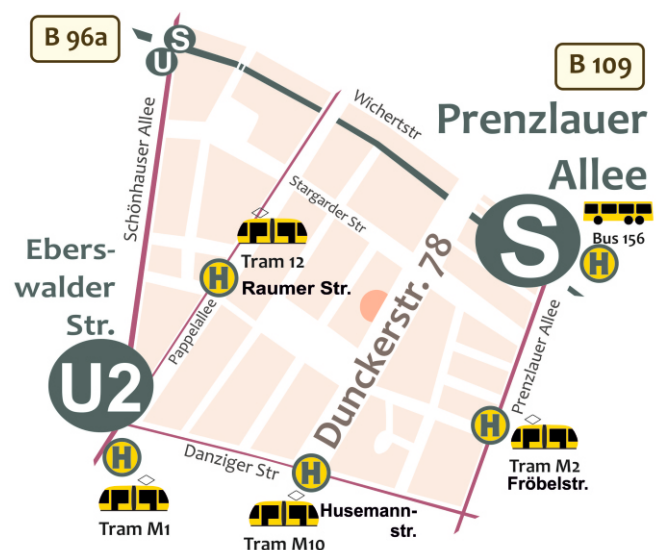 B 96a
S
U
B 109
Prenzlauer
Allee
Wichertstr
Schönhauser Allee
Stargarder Str
S
Bus 156
H
Tram 12
H
Raumer Str.
Ebers-
walder
Str.
U2
Pappelallee
Dunckerstr. 78
Prenzlauer Allee
H
Tram M2
Fröbelstr.
H
Tram M1
Danziger Str
H
Husemann-
str.
Tram M10